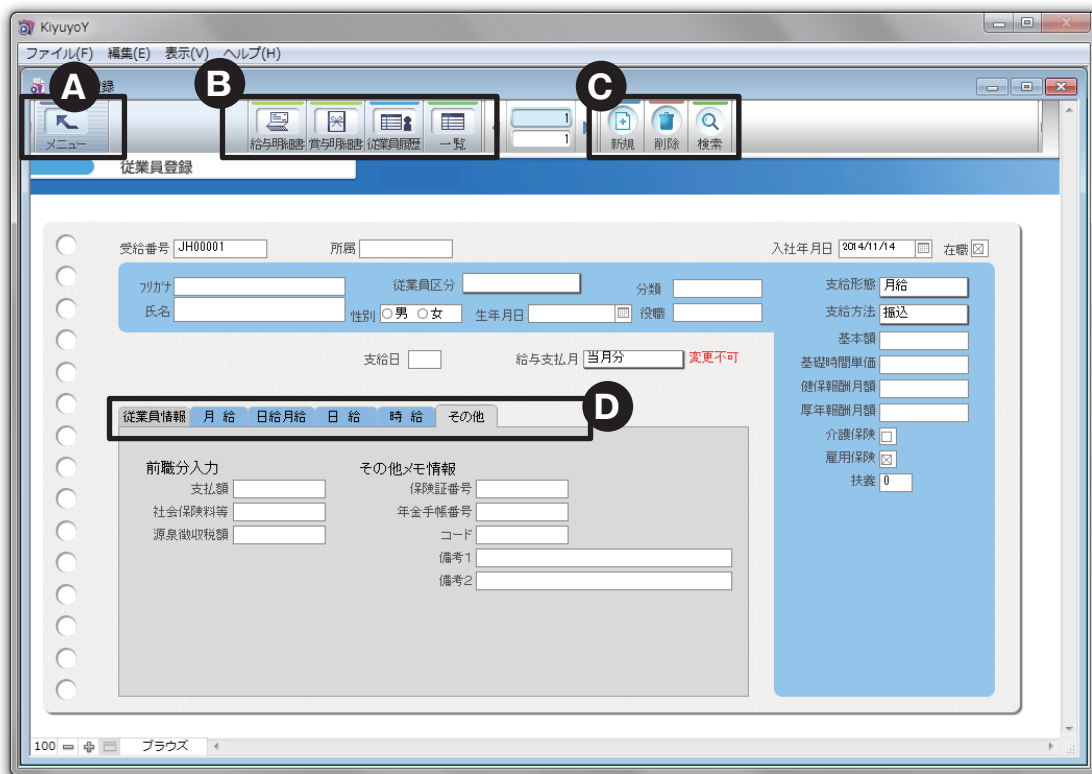 KiyuyoY
ファイル(F) 編集(E) 表示(V) ヘルプ(H)
A B C
録
メニュー 給与明細書 賞与明細書 従業員履歴 一覧 1 新規 削除 検索
1
従業員登録
受給番号 JH00001 所属 入社年月日 2014/11/14 在職
フリガナ 従業員区分 分類 支給形態 月給
氏名 性別 男 女 生年月日 役職 支給方法 振込
基本額
支給日 給与支払月 当月分 変更不可 基礎時間単価
健保報酬月額
D
従業員情報 月 給 日給月給 日 給 時 給 その他 厚年報酬月額
介護保険
雇用保険
前職分入力 その他メモ情報
支払額 保険証番号 扶養 0
社会保険料等 年金手帳番号
源泉徴収税額 コード
備考1
備考2
100 ブラウズ